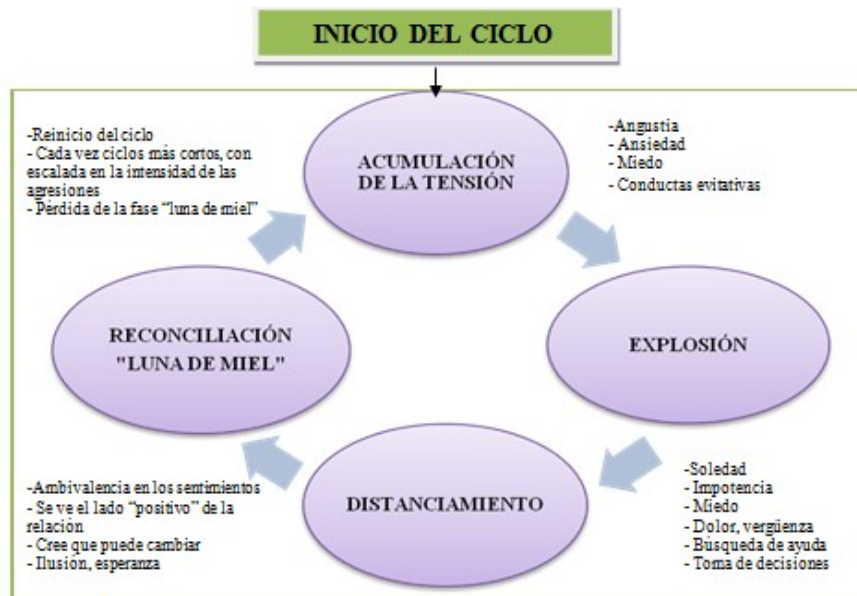 INICIO DEL CICLO
ACUMULACIÓN
DE LA TENSIÓN
-Angustia
- Ansiedad
- Miedo
- Conductas evitativas
EXPLOSIÓN
-Soledad
- Impotencia
- Miedo
- Dolor, vergüenza
- Búsqueda de ayuda
- Toma de decisiones
DISTANCIAMIENTO
-Ambivalencia en los sentimientos
- Se ve el lado “positivo” de la
relación
- Cree que puede cambiar
- Ilusión, esperanza
RECONCILIACIÓN
"LUNA DE MIEL"
-Reinicio del ciclo
- Cada vez ciclos más cortos, con
escalada en la intensidad de las
agresiones
- Pérdida de la fase “luna de miel”